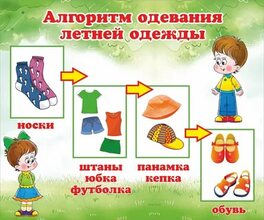 Алгоритм одевания
летней одежды
носки
штаны
юбка
футболка
панамка
кепка
обувь